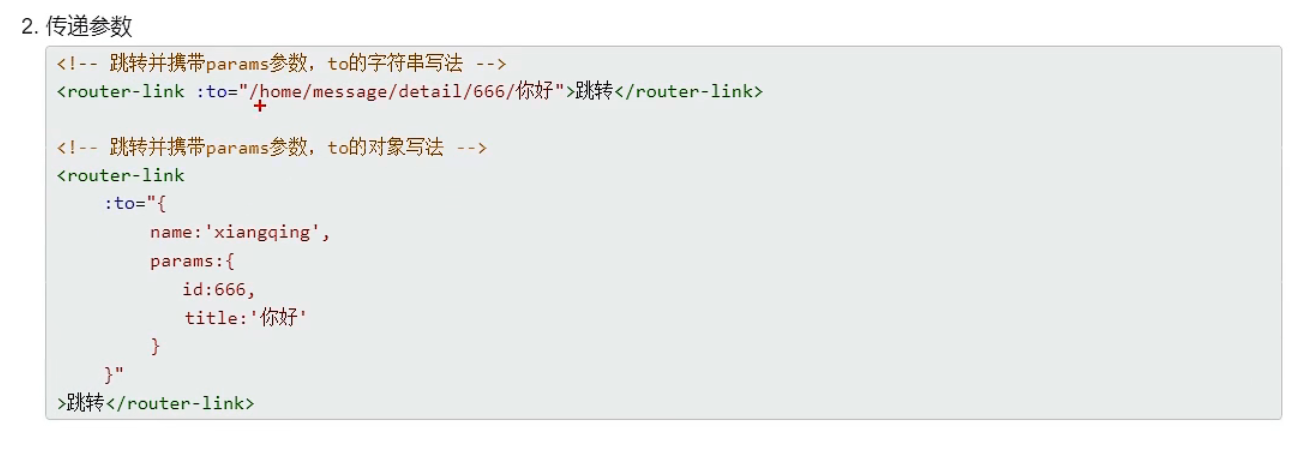 2. 传递参数
<!-- 跳转并携带params参数，to的字符串写法 -->
<router-link :to="/home/message/detail/666/你好">跳转</router-link>
<!-- 跳转并携带params参数，to的对象写法 -->
<router-link
:to="{
name:'xiangqing',
params:{
id:666,
title:'你好'
}
}"
>跳转</router-link>